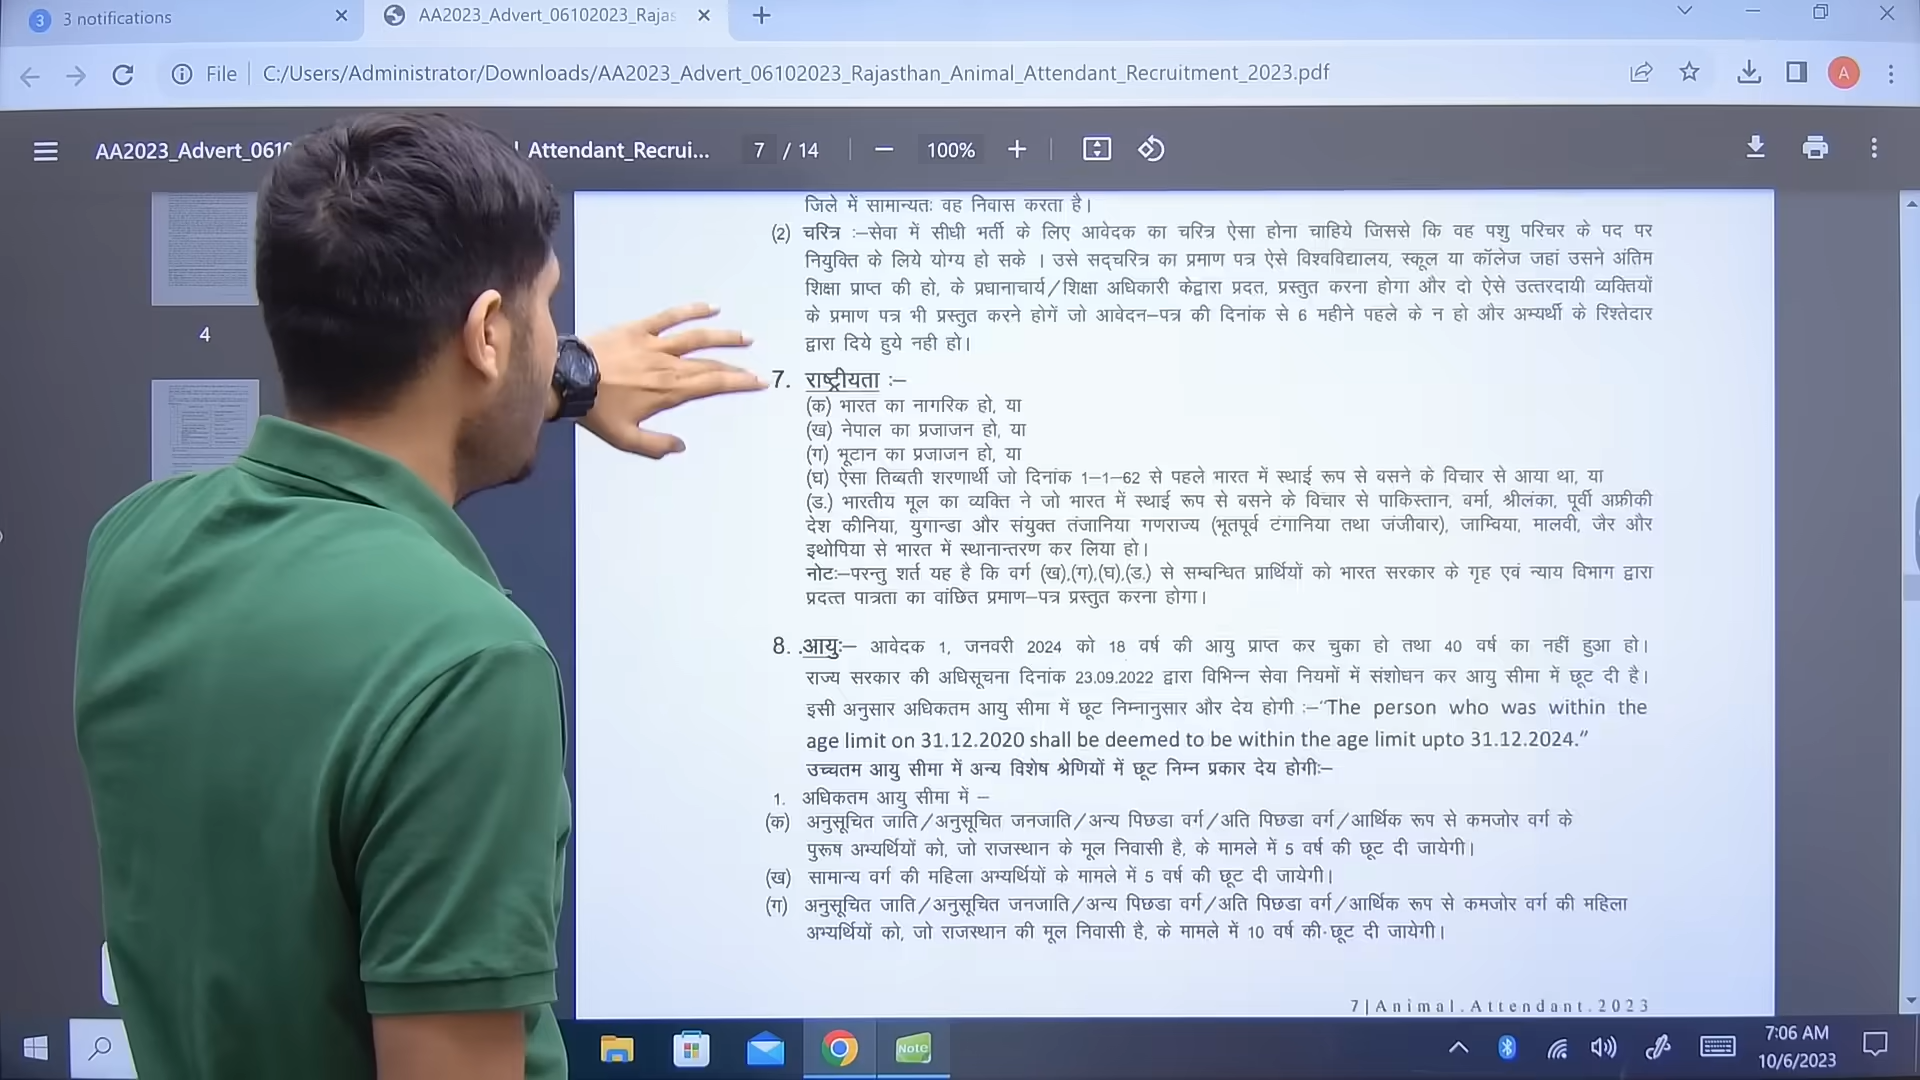 3 3 notifications
AA2023_Advert_06102023_Rajas
File
C:/Users/Administrator/Downloads/AA2023_Advert_06102023_Rajasthan_Animal_Attendant_Recruitment_2023.pdf
A
AA2023_Advert_0610 Attendant_Recrui...
7 / 14
100%
4
जिले में सामान्यतः वह निवास करता है।
(2) चरित्र :–सेवा में सीधी भर्ती के लिए आवेदक का चरित्र ऐसा होना चाहिये जिससे कि वह पशु परिचर के पद पर
नियुक्ति के लिये योग्य हो सके । उसे सद्चरित्र का प्रमाण पत्र ऐसे विश्वविद्यालय, स्कूल या कॉलेज जहां उसने अंतिम
शिक्षा प्राप्त की हो, के प्रधानाचार्य/शिक्षा अधिकारी केद्वारा प्रदत, प्रस्तुत करना होगा और दो ऐसे उत्तरदायी व्यक्तियों
के प्रमाण पत्र भी प्रस्तुत करने होगें जो आवेदन–पत्र की दिनांक से 6 महीने पहले के न हो और अभ्यर्थी के रिश्तेदार
द्वारा दिये हुये नही हो।
7. राष्ट्रीयता :–
(क) भारत का नागरिक हो, या
(ख) नेपाल का प्रजाजन हो, या
(ग) भूटान का प्रजाजन हो, या
(घ) ऐसा तिब्बती शरणार्थी जो दिनांक 1–1–62 से पहले भारत में स्थाई रूप से बसने के विचार से आया था, या
(ड.) भारतीय मूल का व्यक्ति ने जो भारत में स्थाई रूप से बसने के विचार से पाकिस्तान, बर्मा, श्रीलंका, पूर्वी अफ्रीकी
देश कीनिया, युगान्डा और संयुक्त तंजानिया गणराज्य (भूतपूर्व टंगानिया तथा जंजीवार), जाम्बिया, मालवी, जैर और
इथोपिया से भारत में स्थानान्तरण कर लिया हो।
नोटः–परन्तु शर्त यह है कि वर्ग (ख),(ग),(घ),(ड.) से सम्बन्धित प्रार्थियों को भारत सरकार के गृह एवं न्याय विभाग द्वारा
प्रदत्त पात्रता का वांछित प्रमाण–पत्र प्रस्तुत करना होगा।
8. .आयुः– आवेदक 1, जनवरी 2024 को 18 वर्ष की आयु प्राप्त कर चुका हो तथा 40 वर्ष का नहीं हुआ हो।
राज्य सरकार की अधिसूचना दिनांक 23.09.2022 द्वारा विभिन्न सेवा नियमों में संशोधन कर आयु सीमा में छूट दी है।
इसी अनुसार अधिकतम आयु सीमा में छूट निम्नानुसार और देय होगी :–“The person who was within the
age limit on 31.12.2020 shall be deemed to be within the age limit upto 31.12.2024.”
उच्चतम आयु सीमा में अन्य विशेष श्रेणियों में छूट निम्न प्रकार देय होगीः–
1. अधिकतम आयु सीमा में –
(क) अनुसूचित जाति/अनुसूचित जनजाति/अन्य पिछडा वर्ग/अति पिछडा वर्ग/आर्थिक रूप से कमजोर वर्ग के
पुरूष अभ्यर्थियों को, जो राजस्थान के मूल निवासी है, के मामले में 5 वर्ष की छूट दी जायेगी।
(ख) सामान्य वर्ग की महिला अभ्यर्थियों के मामले में 5 वर्ष की छूट दी जायेगी।
(ग) अनुसूचित जाति/अनुसूचित जनजाति/अन्य पिछडा वर्ग/अति पिछडा वर्ग/आर्थिक रूप से कमजोर वर्ग की महिला
अभ्यर्थियों को, जो राजस्थान की मूल निवासी है, के मामले में 10 वर्ष की छूट दी जायेगी।
7|Animal.Attendant.2023
Note
7:06 AM
10/6/2023